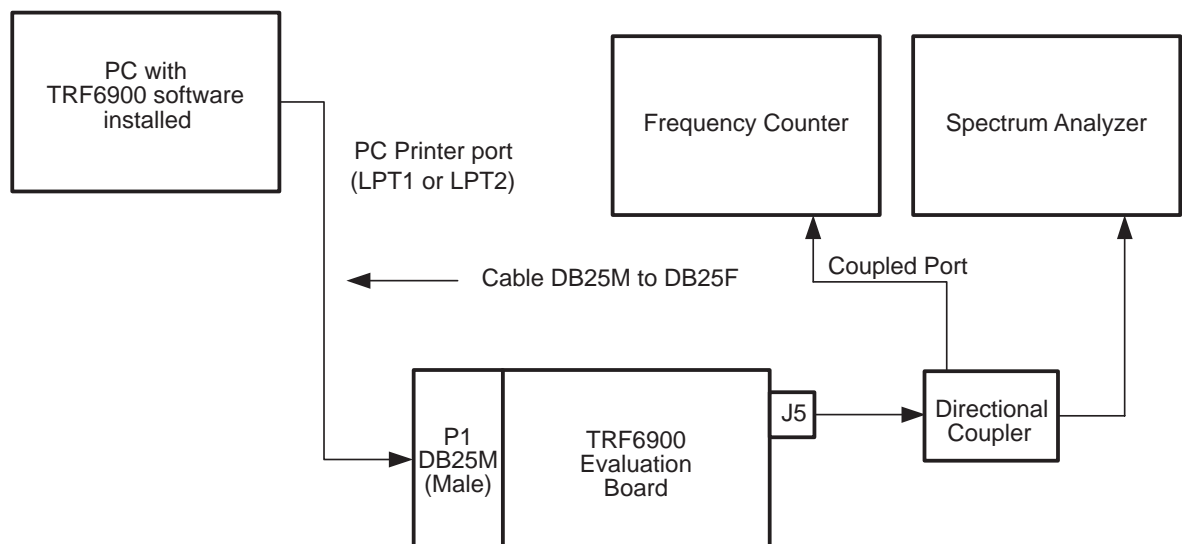 PC with
TRF6900 software
installed
PC Printer port
(LPT1 or LPT2)
Cable DB25M to DB25F
Frequency Counter
Spectrum Analyzer
Coupled Port
P1
DB25M
(Male)
TRF6900
Evaluation
Board
J5
Directional
Coupler